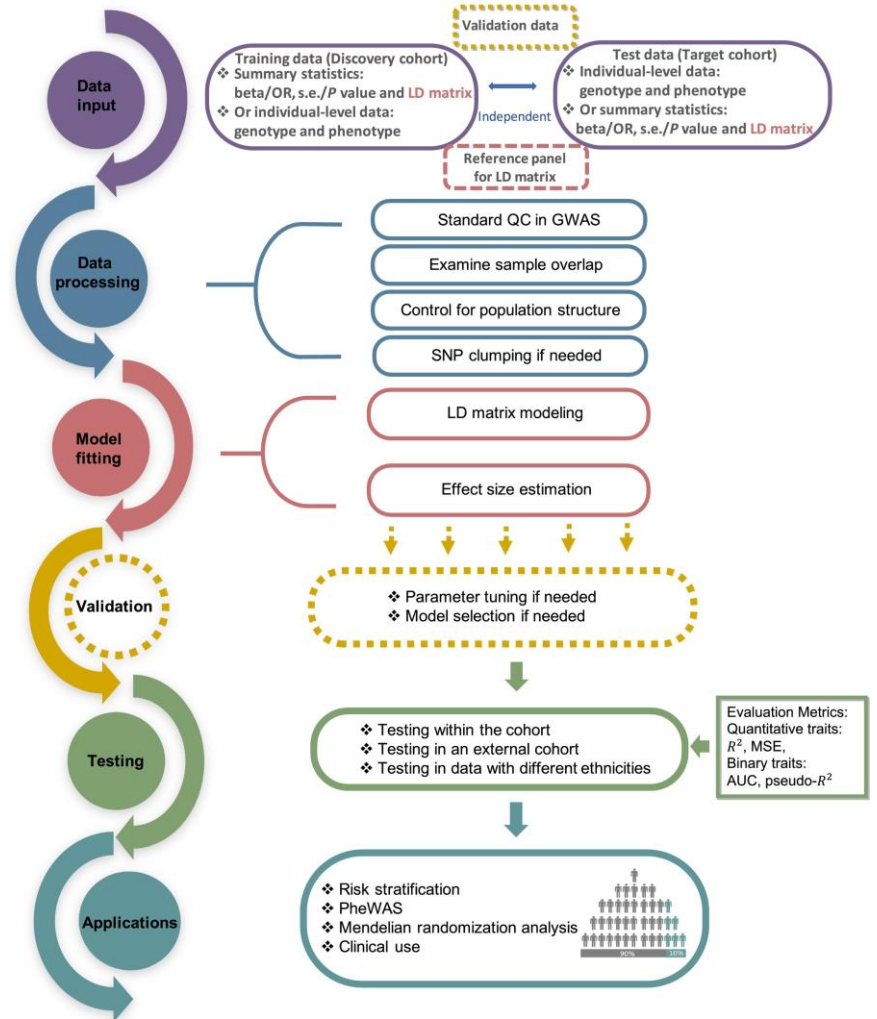 Data
input
Validation data
Training data (Discovery cohort)
❖ Summary statistics:
beta/OR, s.e./P value and LD matrix
❖ Or individual-level data:
genotype and phenotype
Independent
Test data (Target cohort)
❖ Individual-level data:
genotype and phenotype
❖ Or summary statistics:
beta/OR, s.e./P value and LD matrix
Reference panel
for LD matrix
Data
processing
Standard QC in GWAS
Examine sample overlap
Control for population structure
SNP clumping if needed
Model
fitting
LD matrix modeling
Effect size estimation
Validation
❖ Parameter tuning if needed
❖ Model selection if needed
Testing
❖ Testing within the cohort
❖ Testing in an external cohort
❖ Testing in data with different ethnicities
Evaluation Metrics:
Quantitative traits:
R², MSE,
Binary traits:
AUC, pseudo-R²
Applications
❖ Risk stratification
❖ PheWAS
❖ Mendelian randomization analysis
❖ Clinical use
90% 10%